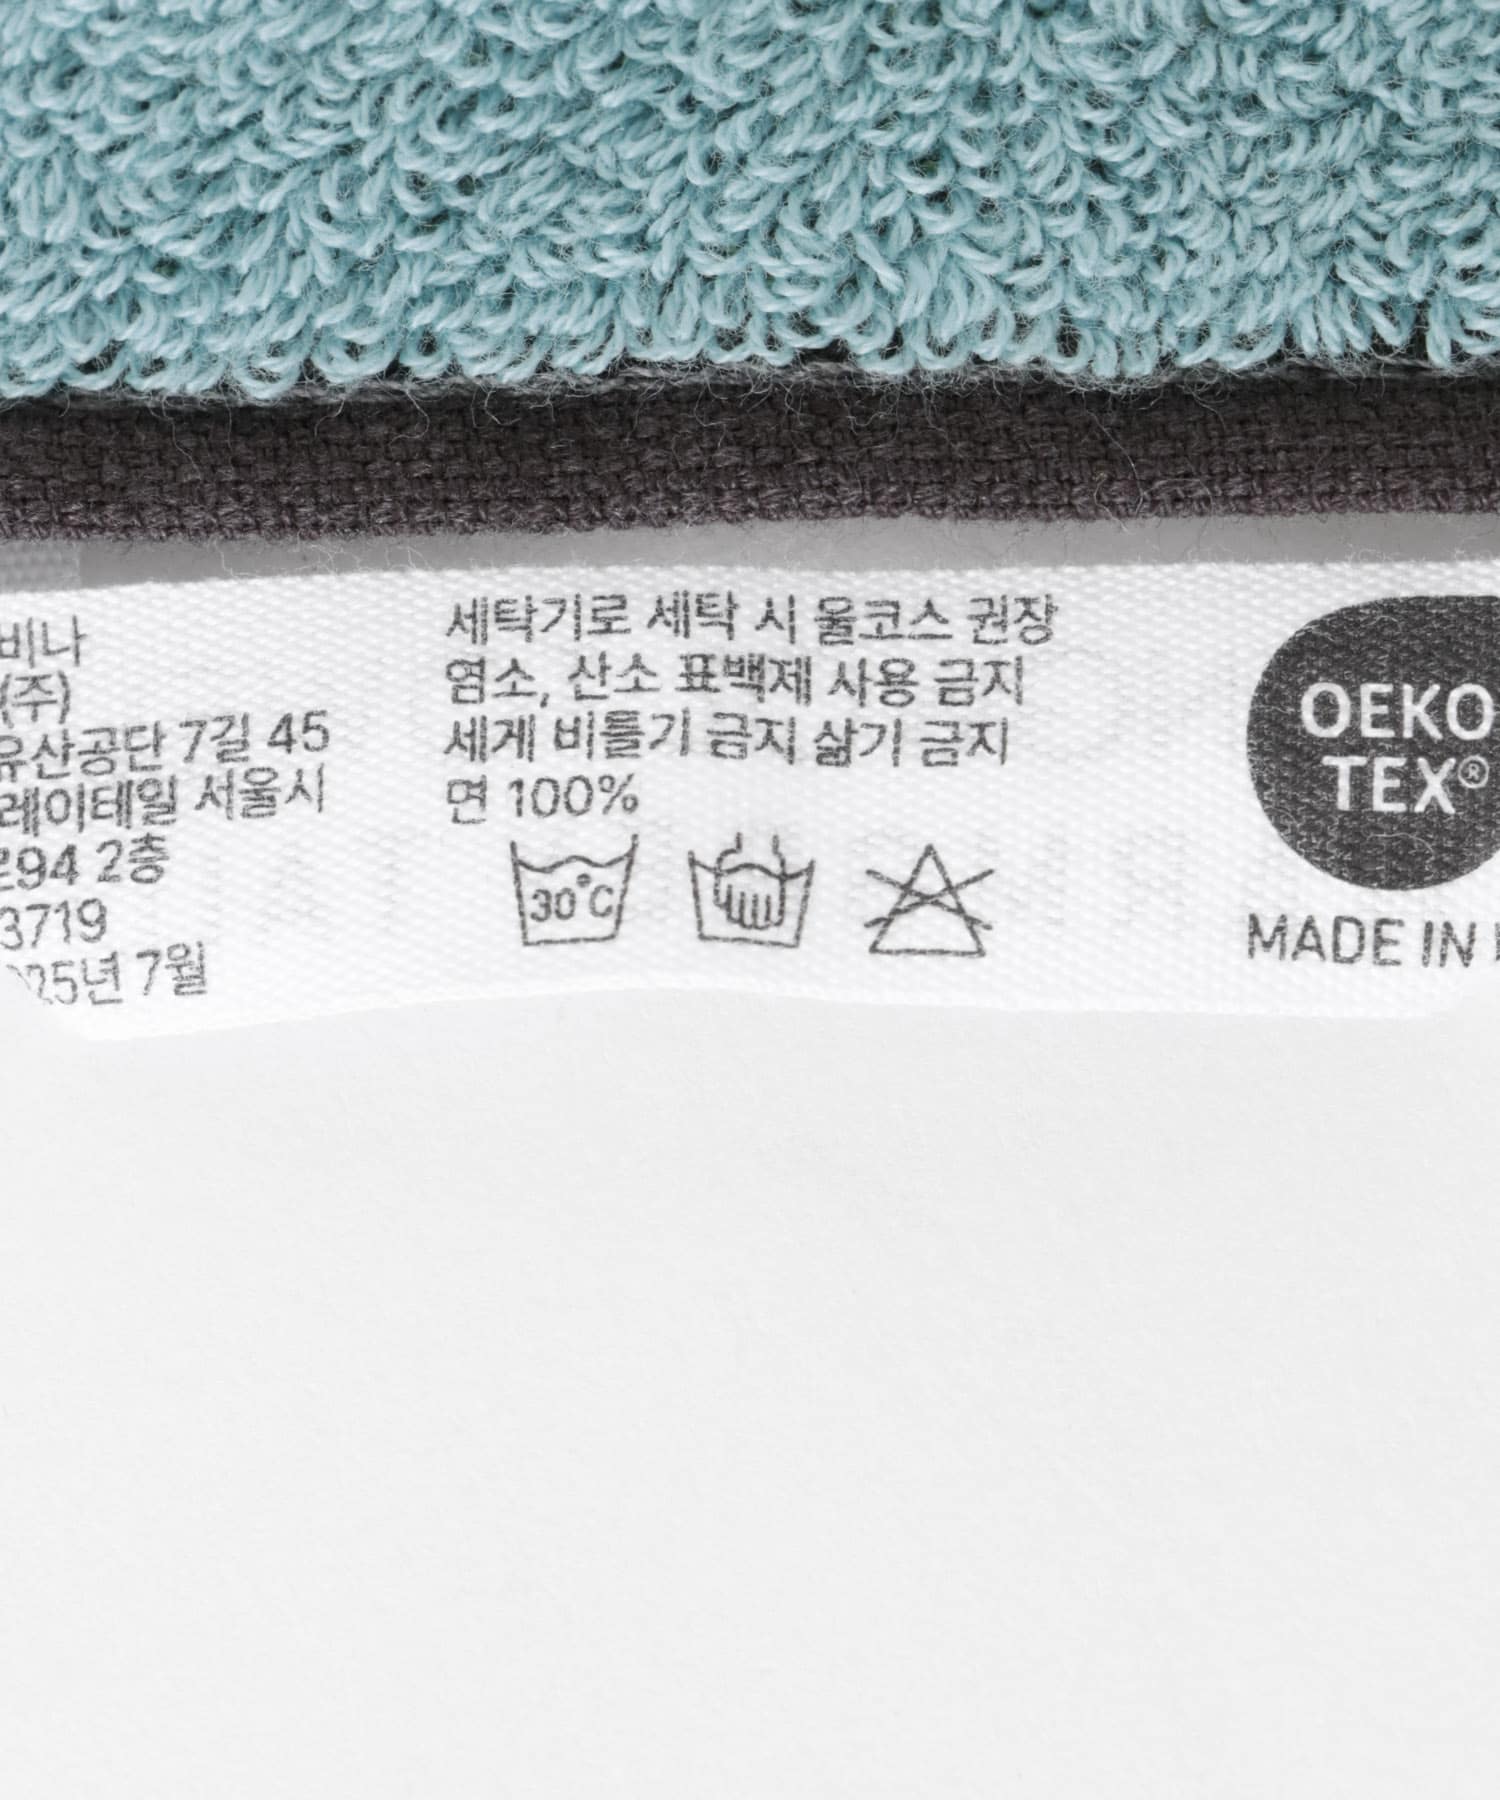 비나
(주)
유산공단 7길 45
레이테일 서울시
로94 2층
3719
25년 7월
세탁기로 세탁 시 울코스 권장
염소, 산소 표백제 사용 금지
세게 비틀기 금지 삶기 금지
면 100%
30°C
OEKO
TEX®
MADE IN